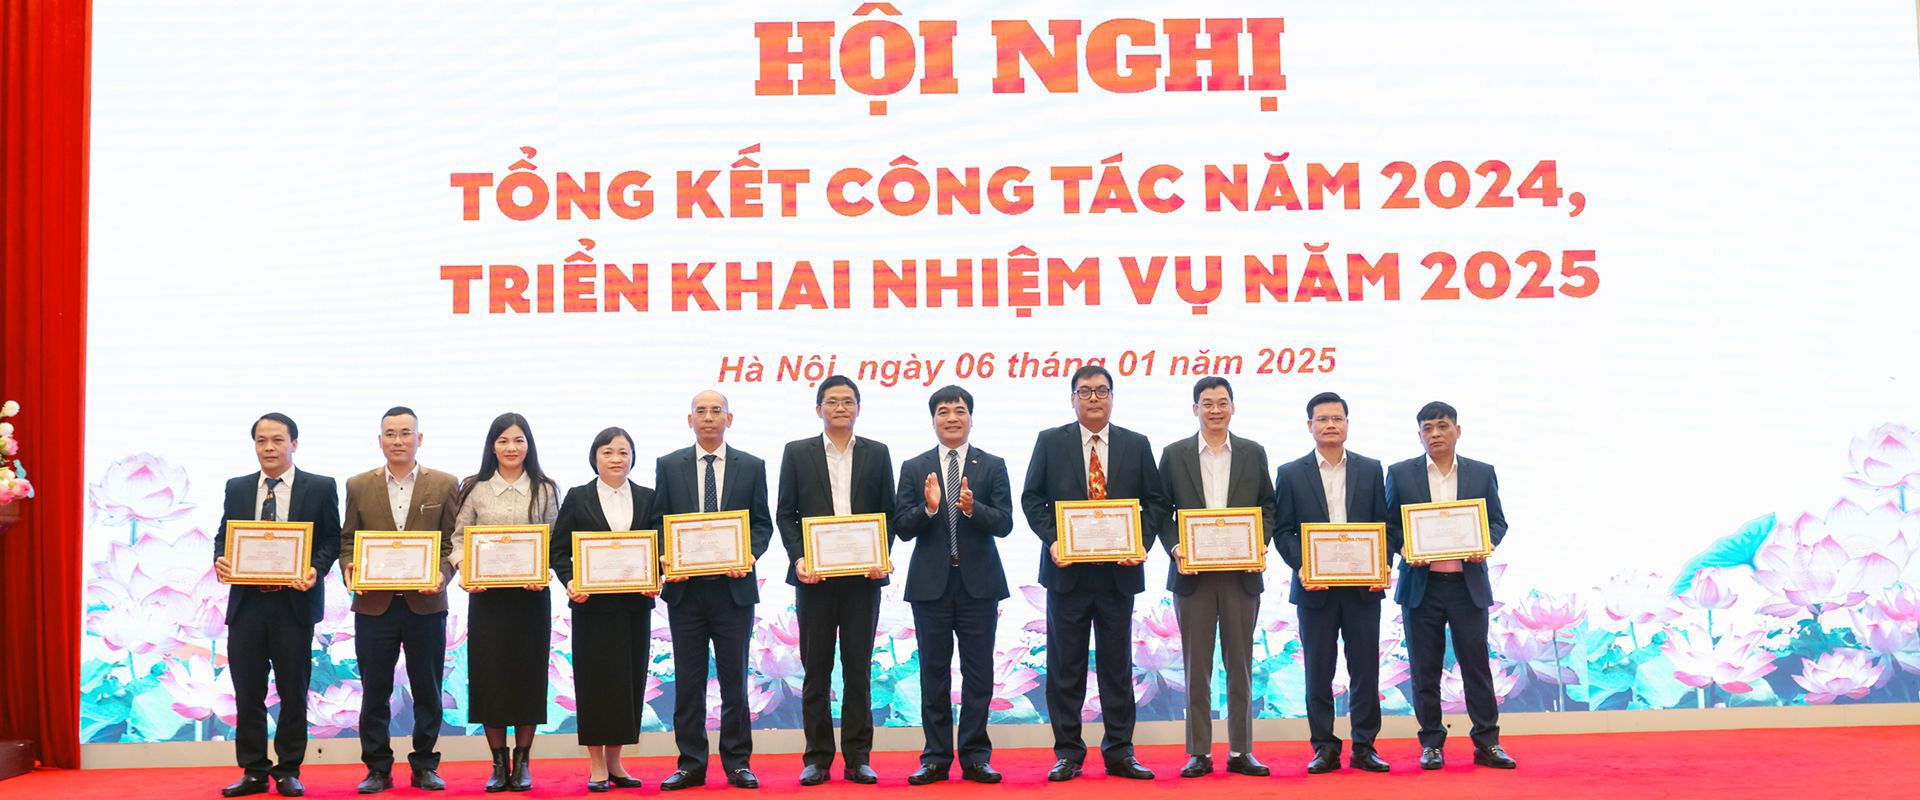 HỘI NGHỊ
TỔNG KẾT CÔNG TÁC NĂM 2024,
TRIỂN KHAI NHIỆM VỤ NĂM 2025
Hà Nội, ngày 06 tháng 01 năm 2025